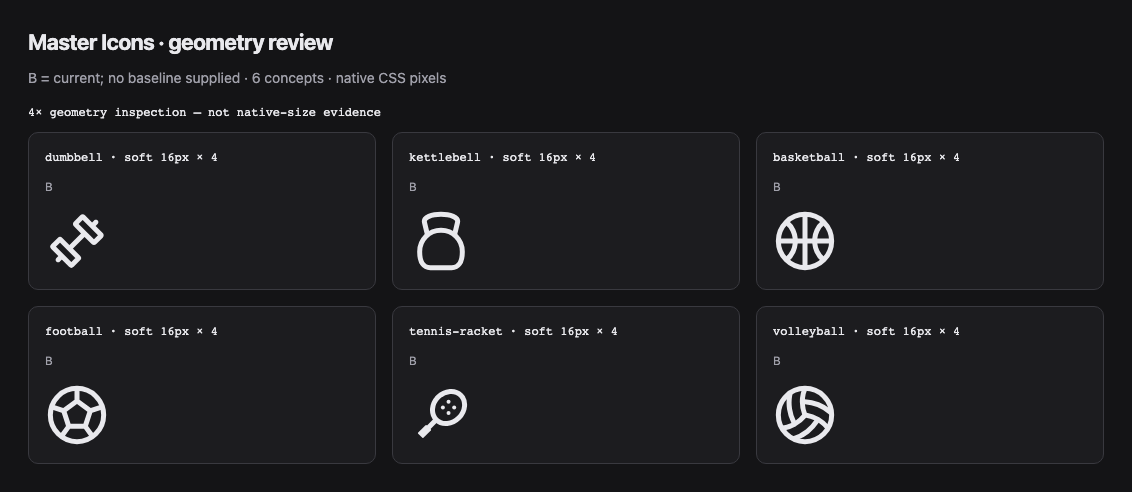 Master Icons · geometry review
B = current; no baseline supplied · 6 concepts · native CSS pixels
4× geometry inspection — not native-size evidence
dumbbell · soft 16px × 4
B
kettlebell · soft 16px × 4
B
basketball · soft 16px × 4
B
football · soft 16px × 4
B
tennis-racket · soft 16px × 4
B
volleyball · soft 16px × 4
B